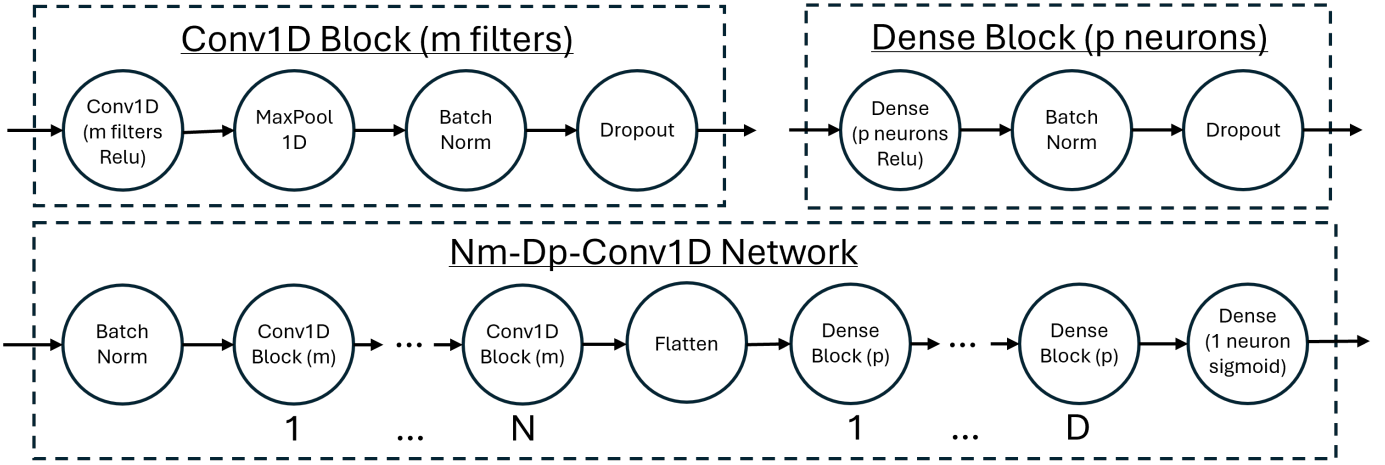 Conv1D Block (m filters)
Conv1D
(m filters
Relu)
MaxPool
1D
Batch
Norm
Dropout
Dense Block (p neurons)
Dense
(p neurons
Relu)
Batch
Norm
Dropout
Nm-Dp-Conv1D Network
Batch
Norm
Conv1D
Block (m)
...
Conv1D
Block (m)
Flatten
Dense
Block (p)
...
Dense
Block (p)
Dense
(1 neuron
sigmoid)
1 ... N 1 ... D